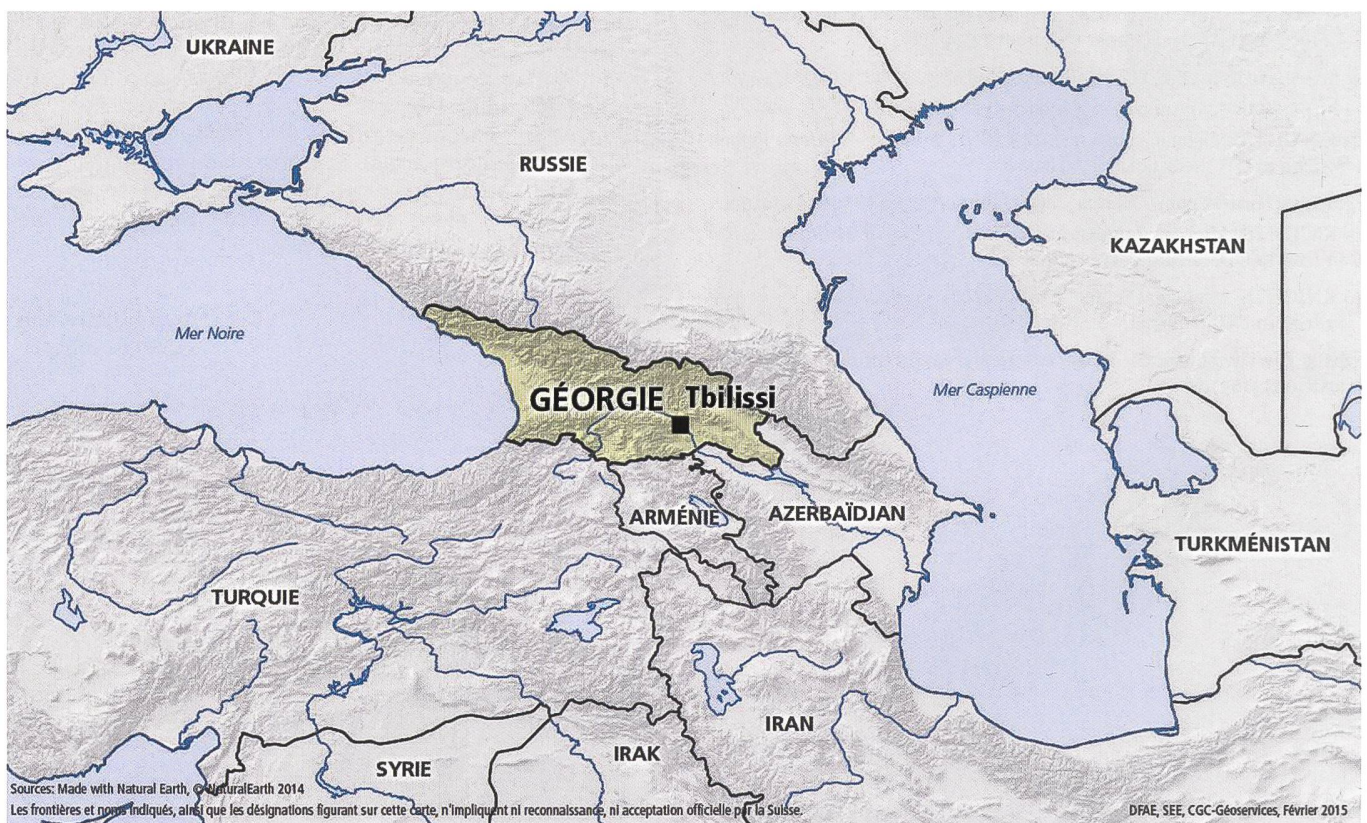 UKRAINE
RUSSIE
KAZAKHSTAN
Mer Noire
Mer Caspienne
GÉORGIE Tbilissi
ARMÉNIE
AZERBAÏDJAN
TURKMÉNISTAN
TURQUIE
IRAN
IRAK
SYRIE
Sources: Made with Natural Earth, © NaturalEarth 2014
Les frontières et noms indiqués, ainsi que les désignations figurant sur cette carte, n'impliquent ni reconnaissance, ni acceptation officielle par la Suisse.
DFAE, SEE, CGC-Géoservices, Février 2015